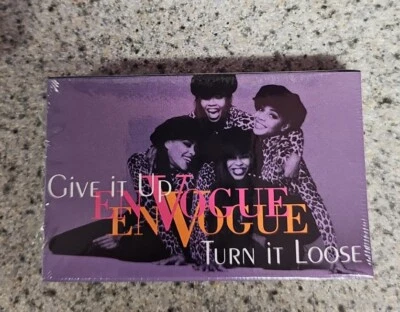 Give it Up,
EN VOGUE
EN VOGUE
Turn it Loose